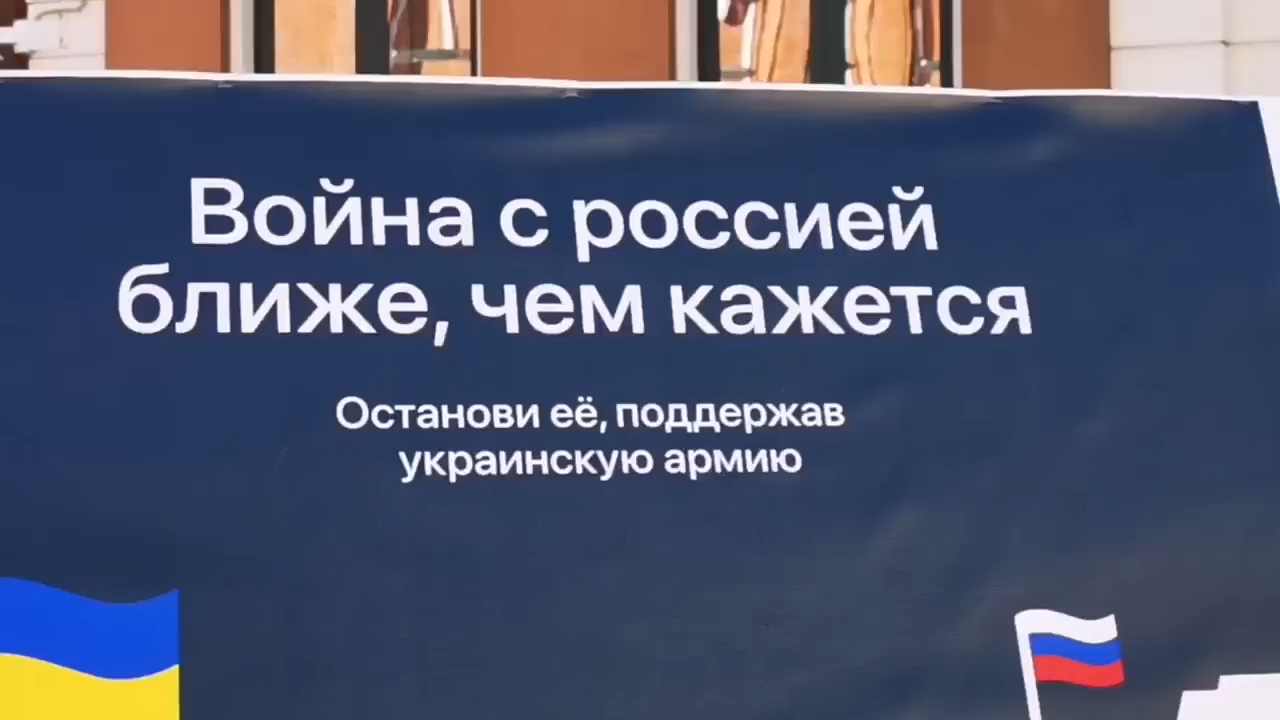 Война с россией
ближе, чем кажется
Останови её, поддержав
украинскую армию